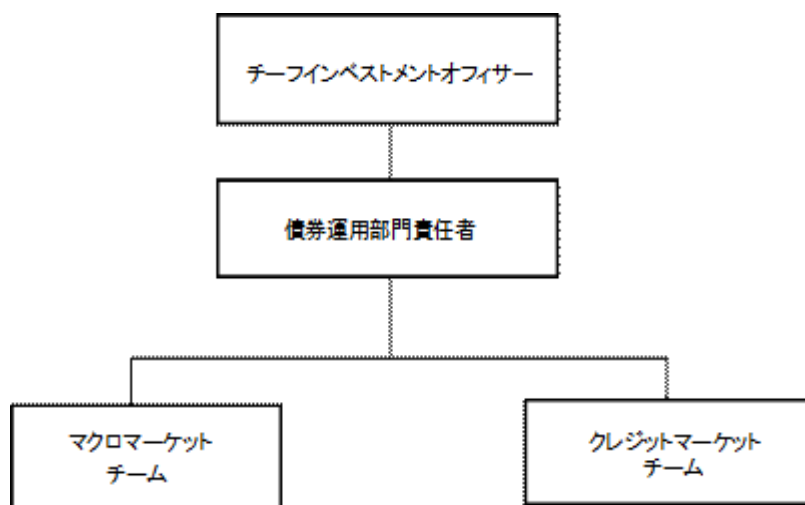 チーフインベストメントオフィサー
債券運用部門責任者
マクロマーケット
チーム
クレジットマーケット
チーム